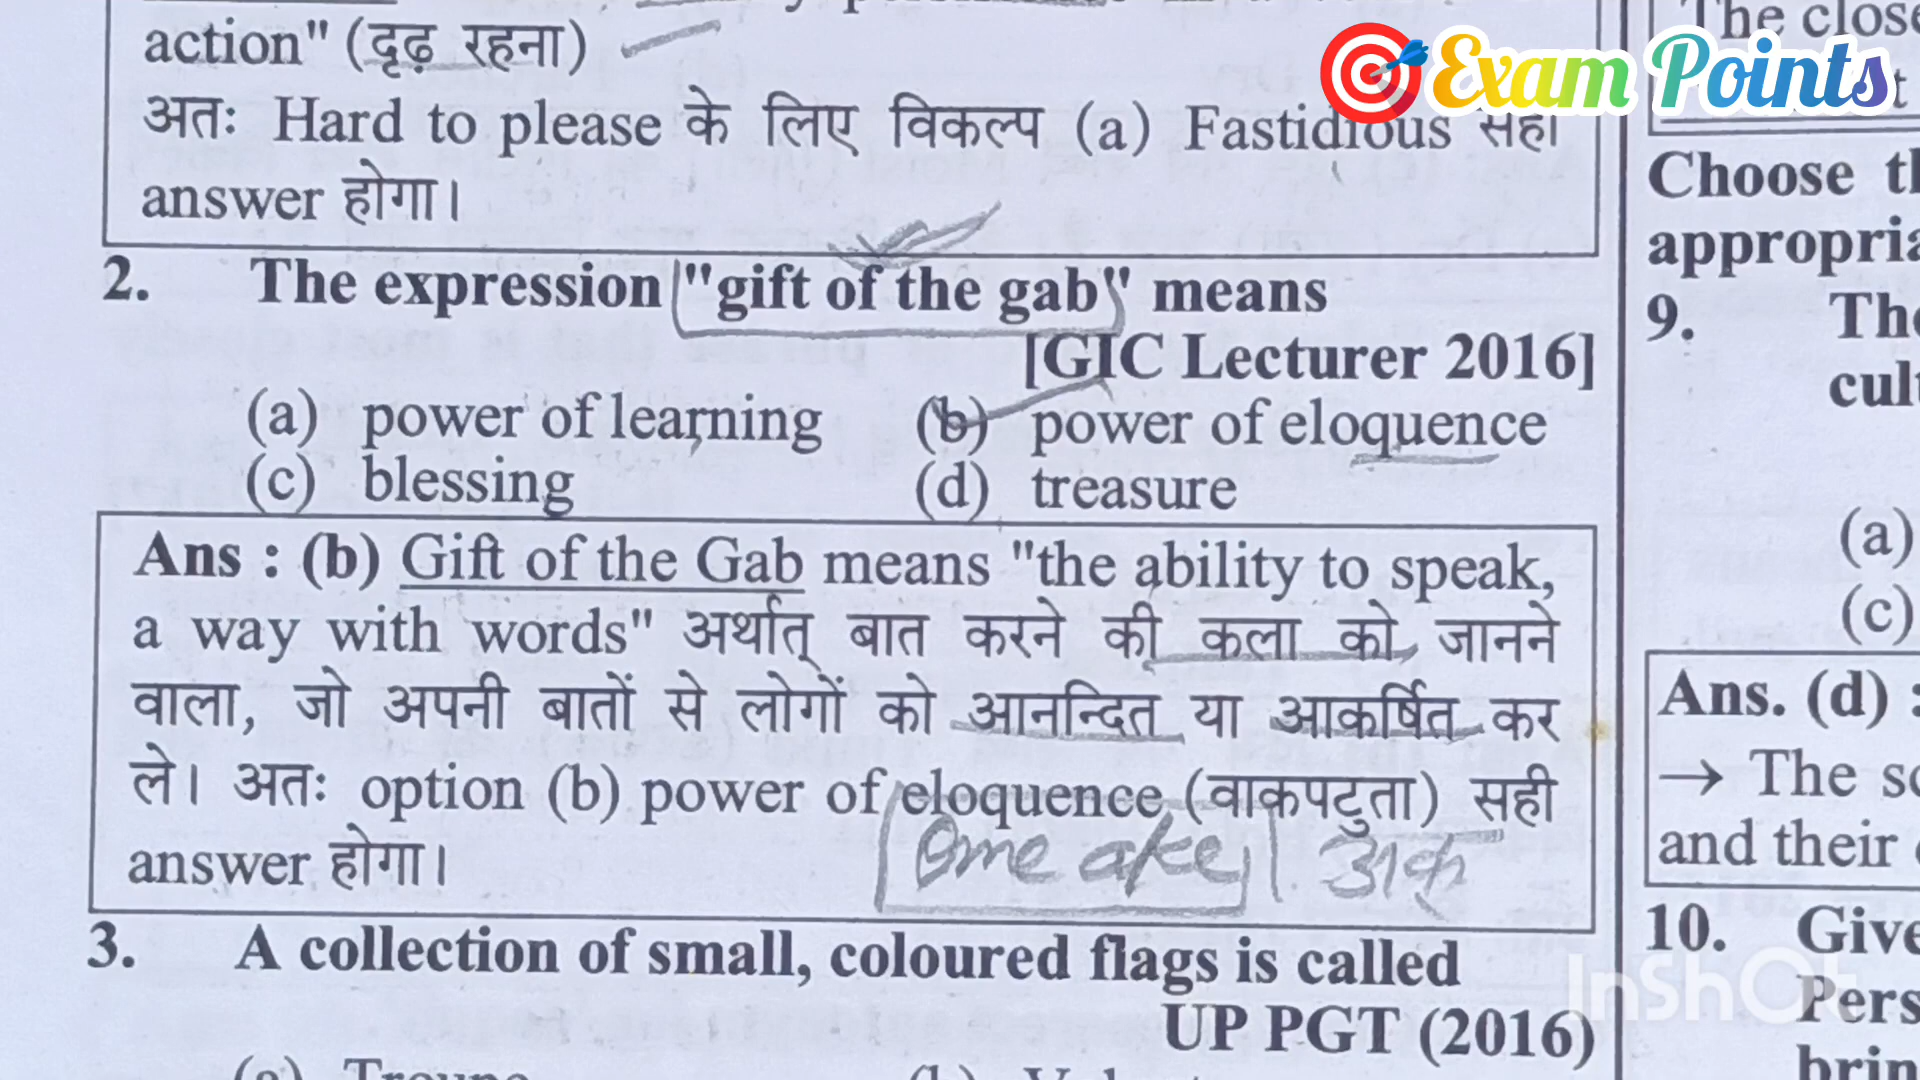 action" (दृढ़ रहना)
अतः Hard to please के लिए विकल्प (a) Fastidious सही
answer होगा।
2. The expression "gift of the gab" means
[GIC Lecturer 2016]
(a) power of learning (b) power of eloquence
(c) blessing (d) treasure
Ans : (b) Gift of the Gab means "the ability to speak,
a way with words" अर्थात् बात करने की कला को जानने
वाला, जो अपनी बातों से लोगों को आनन्दित या आकर्षित कर
ले। अतः option (b) power of eloquence (वाकपटुता) सही
answer होगा।
3. A collection of small, coloured flags is called
UP PGT (2016)
Exam Points
The close
Choose
9.
(a)
(c)
Ans. (d) :
→ The
and their
10. Give
InShOt